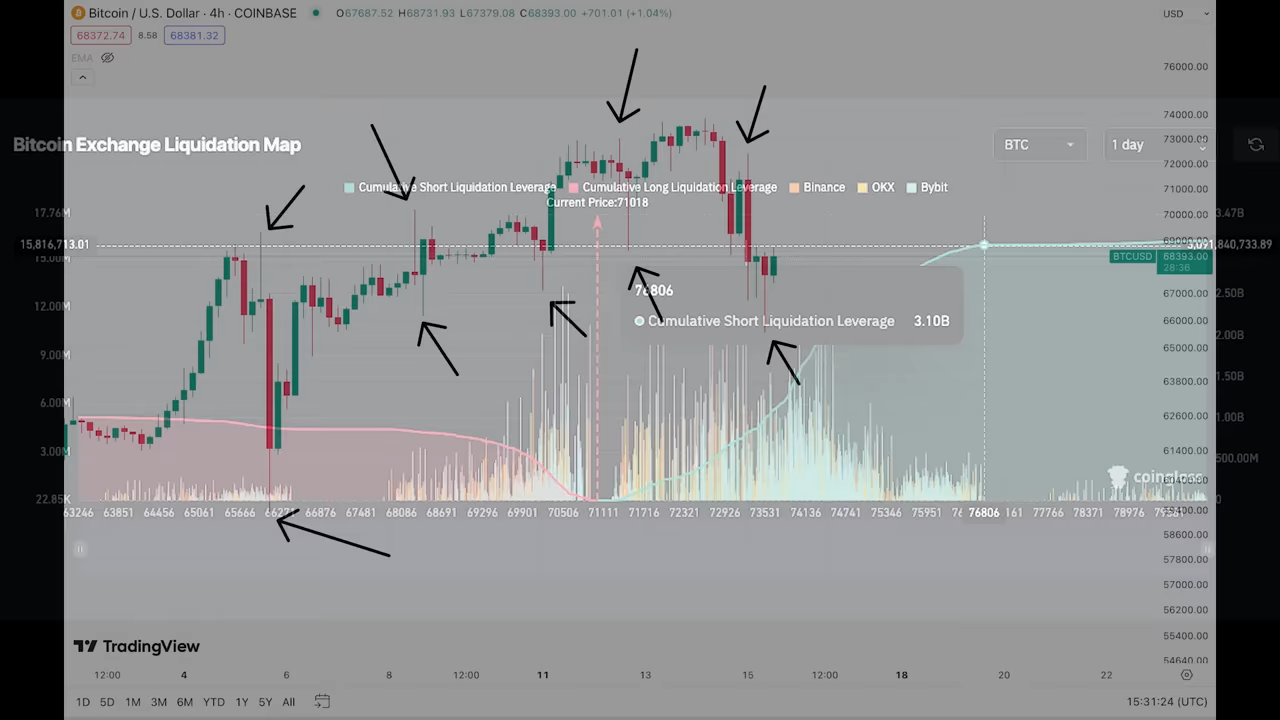 Bitcoin / U.S. Dollar · 4h · COINBASE O67687.52 H68731.93 L67379.08 C68393.00 +701.01 (+1.04%) USD
68372.74 8.58 68381.32
EMA
76000.00
74000.00
Bitcoin Exchange Liquidation Map BTC 1 day 73000.00
72000.00
Cumulative Short Liquidation Leverage Cumulative Long Liquidation Leverage Binance OKX Bybit 71000.00
Current Price:71018
17.76M 70000.00 3.47B
15,816,713.01 69000.00 ,840,733.89
15.00M BTCUSD 68393.00
28:36
76806 67000.00 2.50B
12.00M
Cumulative Short Liquidation Leverage 3.10B 66000.00 2.00B
9.00M 65000.00
63800.00 1.50B
6.00M 62600.00 1.00B
3.00M 61400.00 500.00M
coinglass
22.85K 0
63246 63851 64456 65061 65666 66271 66876 67481 68086 68691 69296 69901 70506 71111 71716 72321 72926 73531 74136 74741 75346 75951 76806 161 77766 78371 78976
58600.00
57800.00
57000.00
56200.00
55400.00
TradingView 54640.00
12:00 4 6 8 12:00 11 13 15 12:00 18 20 22
1D 5D 1M 3M 6M YTD 1Y 5Y All 15:31:24 (UTC)